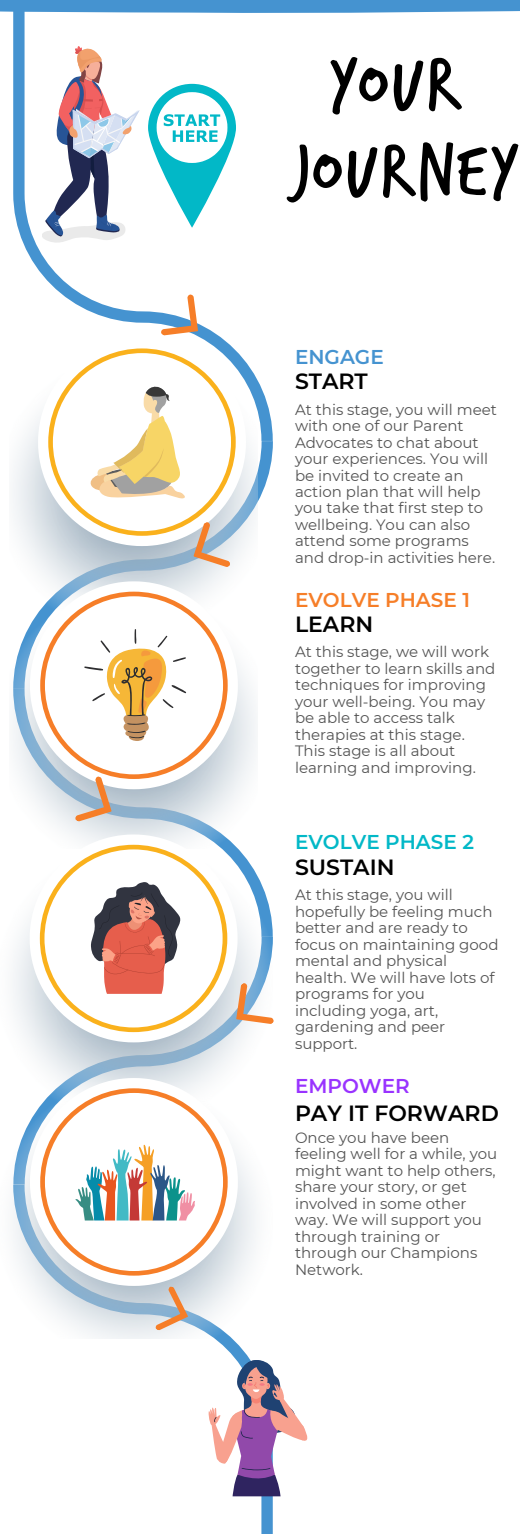 YOUR
JOURNEY
START
HERE
ENGAGE
START
At this stage, you will meet
with one of our Parent
Advocates to chat about
your experiences. You will
be invited to create an
action plan that will help
you take that first step to
wellbeing. You can also
attend some programs
and drop-in activities here.
EVOLVE PHASE 1
LEARN
At this stage, we will work
together to learn skills and
techniques for improving
your well-being. You may
be able to access talk
therapies at this stage.
This stage is all about
learning and improving.
EVOLVE PHASE 2
SUSTAIN
At this stage, you will
hopefully be feeling much
better and are ready to
focus on maintaining good
mental and physical
health. We will have lots of
programs for you
including yoga, art,
gardening and peer
support.
EMPOWER
PAY IT FORWARD
Once you have been
feeling well for a while, you
might want to help others,
share your story, or get
involved in some other
way. We will support you
through training or
through our Champions
Network.